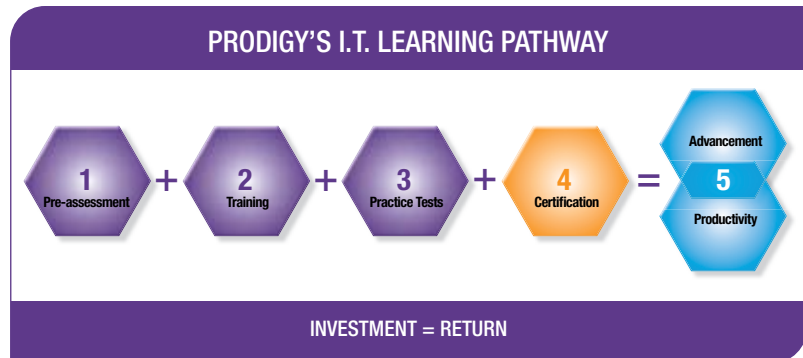 PRODIGY'S I.T. LEARNING PATHWAY
1
Pre-assessment
+
2
Training
+
3
Practice Tests
+
4
Certification
=
Advancement
5
Productivity
INVESTMENT = RETURN